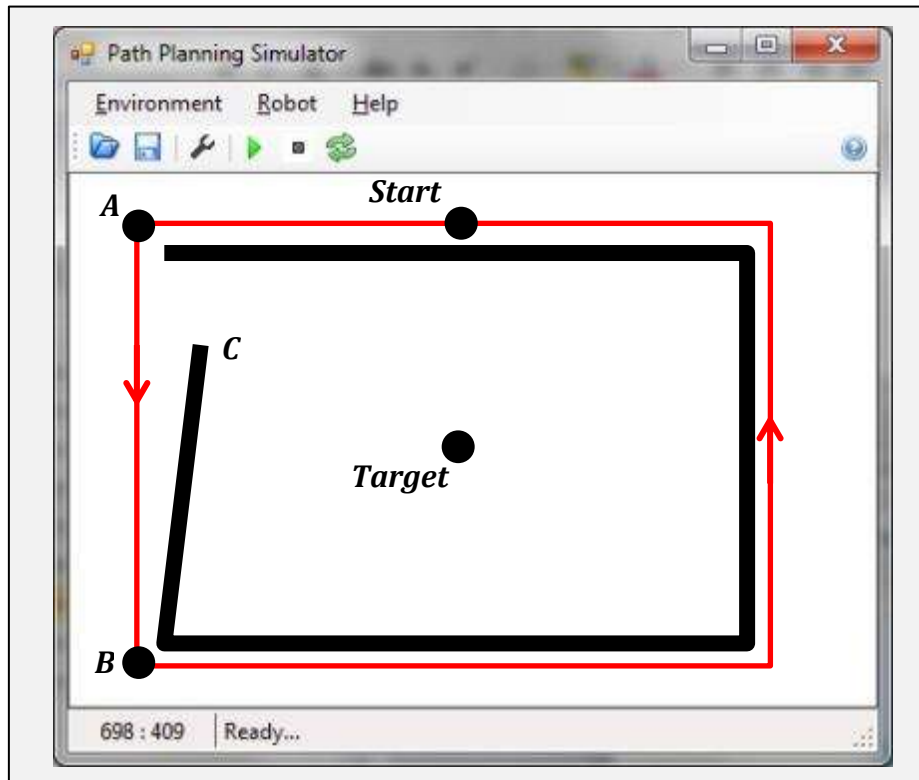 Path Planning Simulator
Environment Robot Help
Start
A
C
Target
B
698 : 409 Ready...